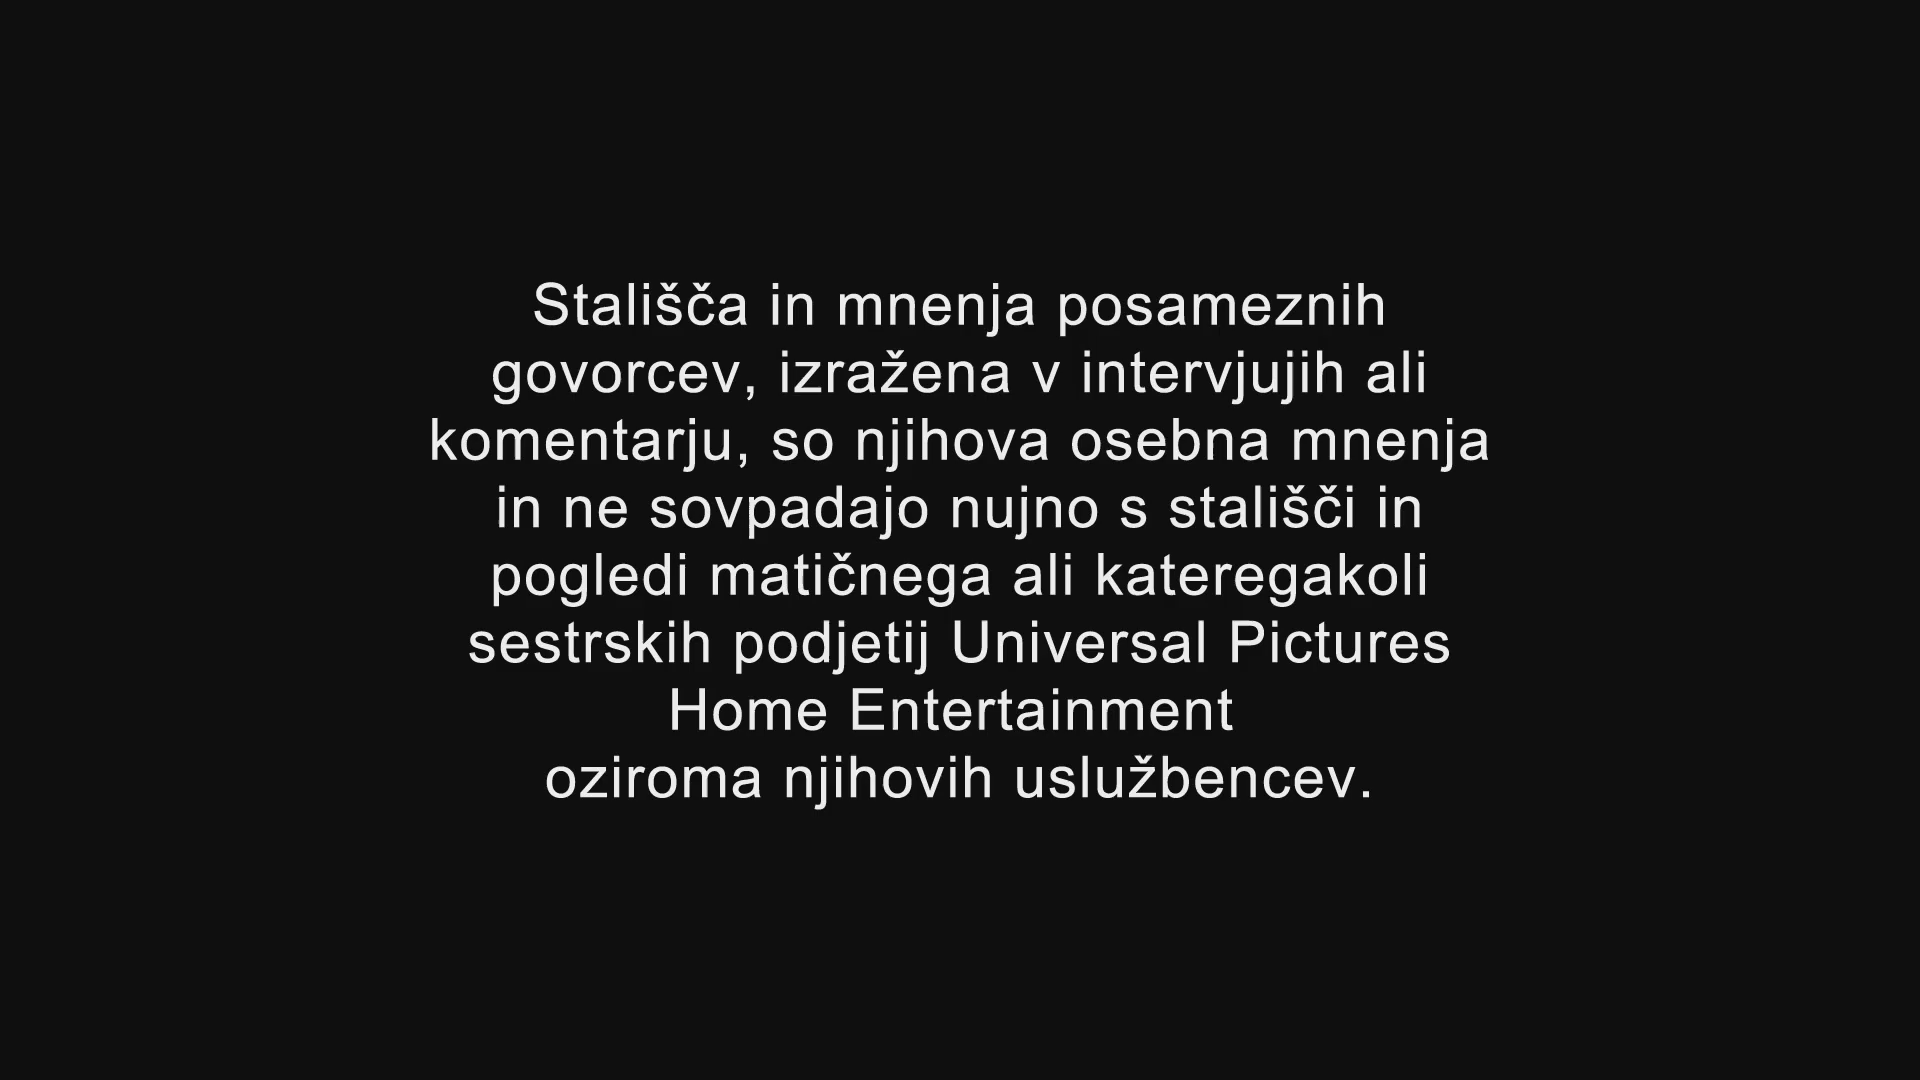 Stališča in mnenja posameznih
govorcev, izražena v intervjujih ali
komentarju, so njihova osebna mnenja
in ne sovpadajo nujno s stališči in
pogledi matičnega ali kateregakoli
sestrskih podjetij Universal Pictures
Home Entertainment
oziroma njihovih uslužbencev.